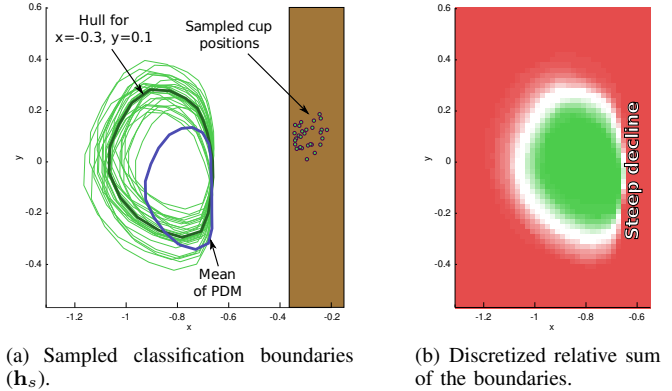 Hull for
x=-0.3, y=0.1
Sampled cup
positions
Mean
of PDM
0.6
0.4
0.2
0
-0.2
-0.4
y
-1.2
-1
-0.8
-0.6
-0.4
-0.2
x
0.6
0.4
0.2
0
-0.2
-0.4
y
-1.2
-1
-0.8
-0.6
x
Steep decline
(a) Sampled classification boundaries
(hₛ).
(b) Discretized relative sum
of the boundaries.